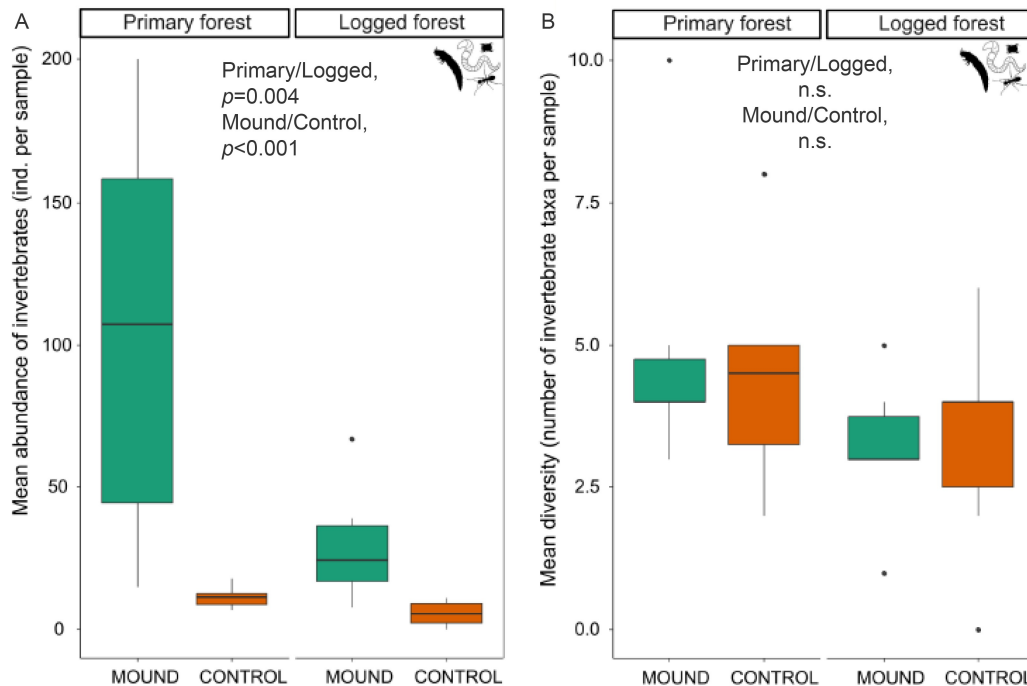 A
Primary forest
Logged forest
Mean abundance of invertebrates (ind. per sample)
200
150
100
50
0
Primary/Logged,
p=0.004
Mound/Control,
p<0.001
MOUND
CONTROL
MOUND
CONTROL
B
Primary forest
Logged forest
Mean diversity (number of invertebrate taxa per sample)
10.0
7.5
5.0
2.5
0.0
Primary/Logged,
n.s.
Mound/Control,
n.s.
MOUND
CONTROL
MOUND
CONTROL